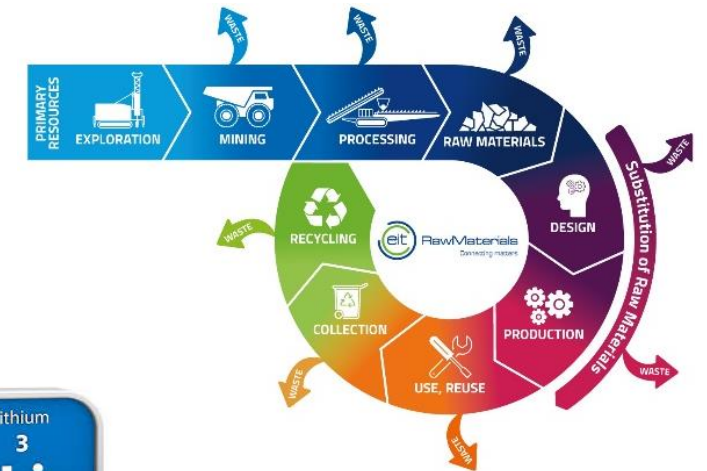 WASTE
WASTE
WASTE
PRIMARY
RESOURCES
EXPLORATION
MINING
PROCESSING
RAW MATERIALS
WASTE
Substitution of Raw Materials
DESIGN
WASTE
RECYCLING
eit RawMaterials
Connecting matters
COLLECTION
PRODUCTION
WASTE
USE, REUSE
WASTE
WASTE
3